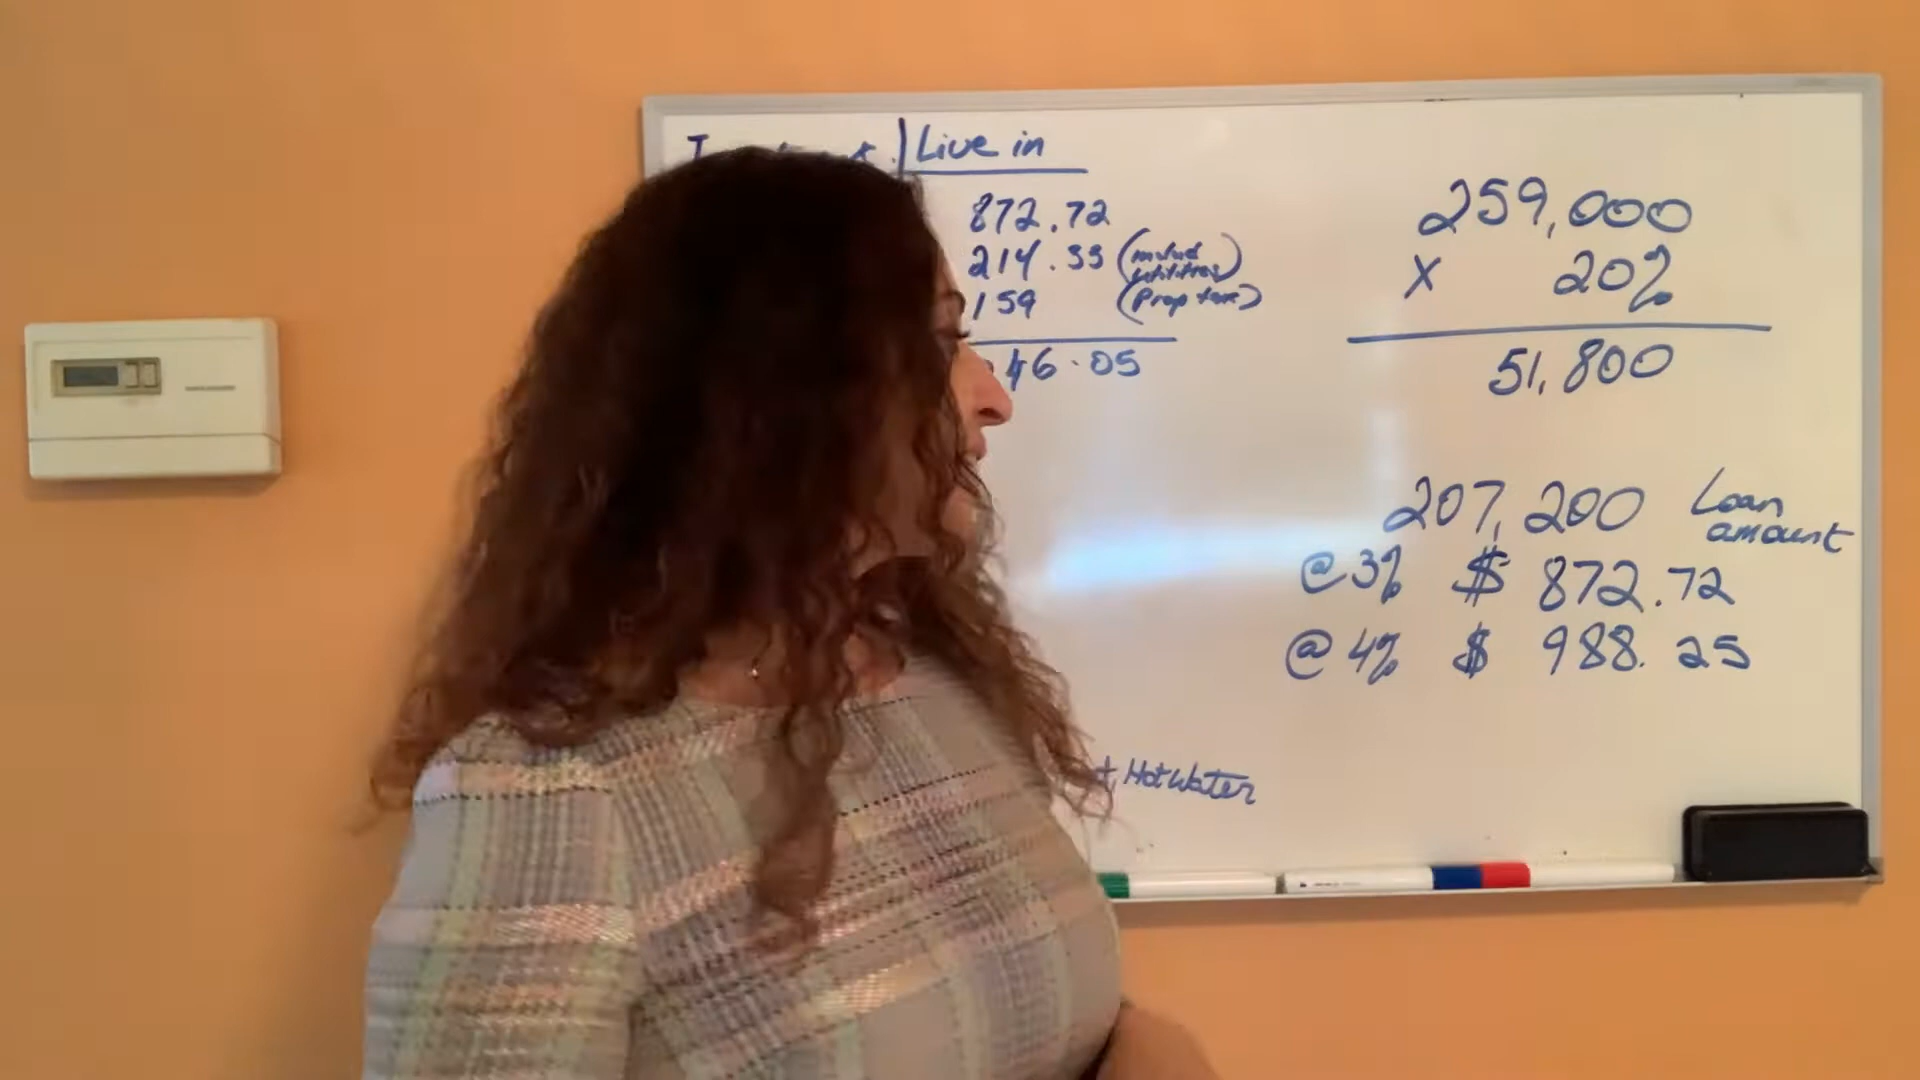 Live in
872.72
214.33 (includ utilities)
159 (Prop tax)
46.05
259,000
x 20%
51,800
207,200 Loan amount
@ 3% $ 872.72
@ 4% $ 988.25
t, Hot Water